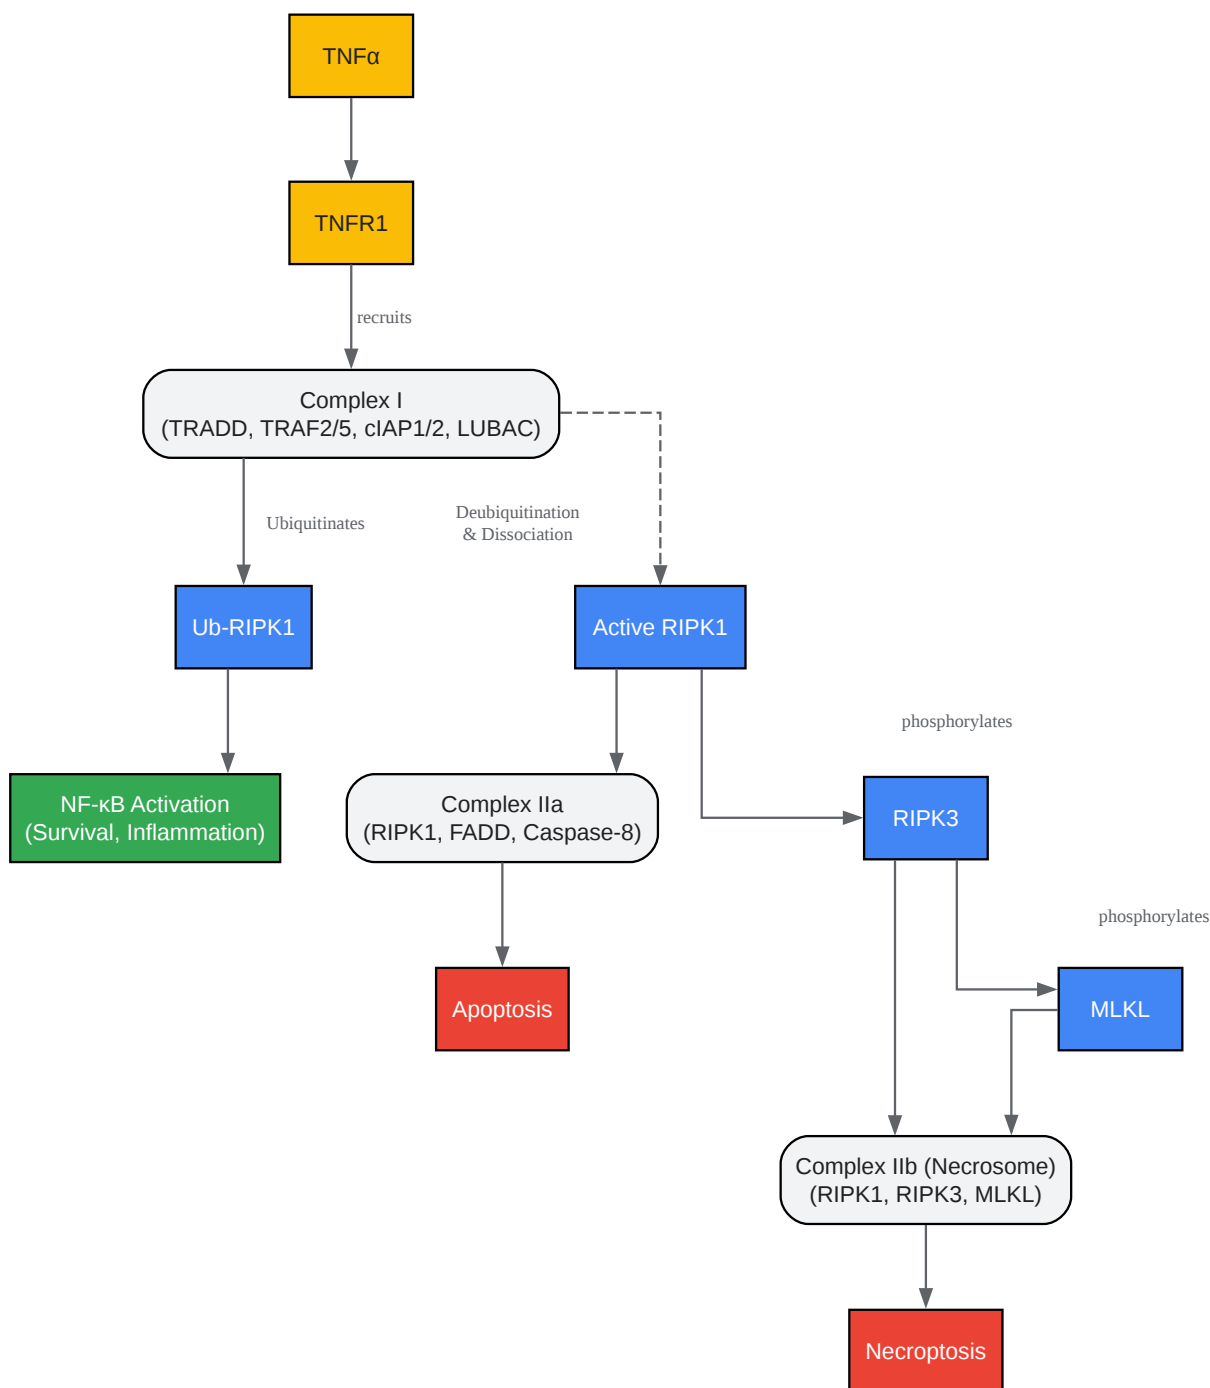 TNFα
TNFR1
recruits
Complex I
(TRADD, TRAF2/5, cIAP1/2, LUBAC)
Ubiquitinates
Deubiquitination
& Dissociation
Ub-RIPK1
Active RIPK1
phosphorylates
NF-κB Activation
(Survival, Inflammation)
Complex IIa
(RIPK1, FADD, Caspase-8)
RIPK3
phosphorylates
Apoptosis
MLKL
Complex IIb (Necrosome)
(RIPK1, RIPK3, MLKL)
Necroptosis